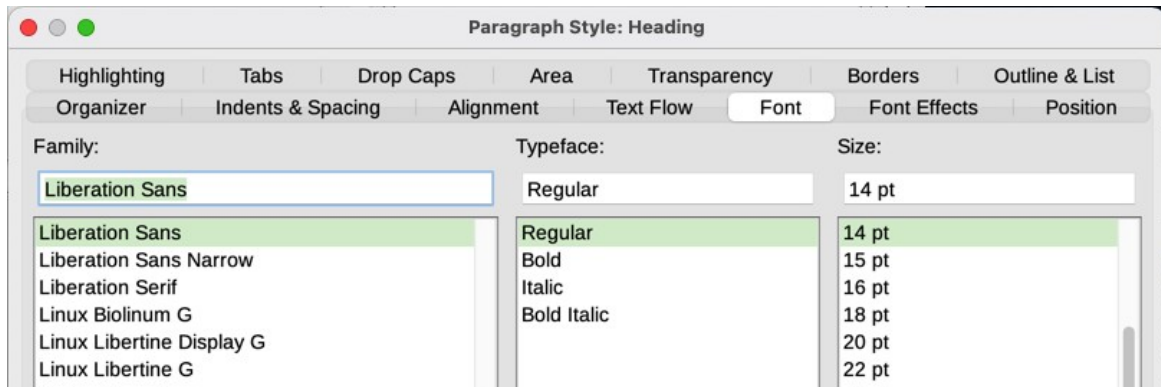 Paragraph Style: Heading
Highlighting Tabs Drop Caps Area Transparency Borders Outline & List
Organizer Indents & Spacing Alignment Text Flow Font Font Effects Position
Family: Typeface: Size:
Liberation Sans Regular 14 pt
Liberation Sans Regular 14 pt
Liberation Sans Narrow Bold 15 pt
Liberation Serif Italic 16 pt
Linux Biolinum G Bold Italic 18 pt
Linux Libertine Display G 20 pt
Linux Libertine G 22 pt